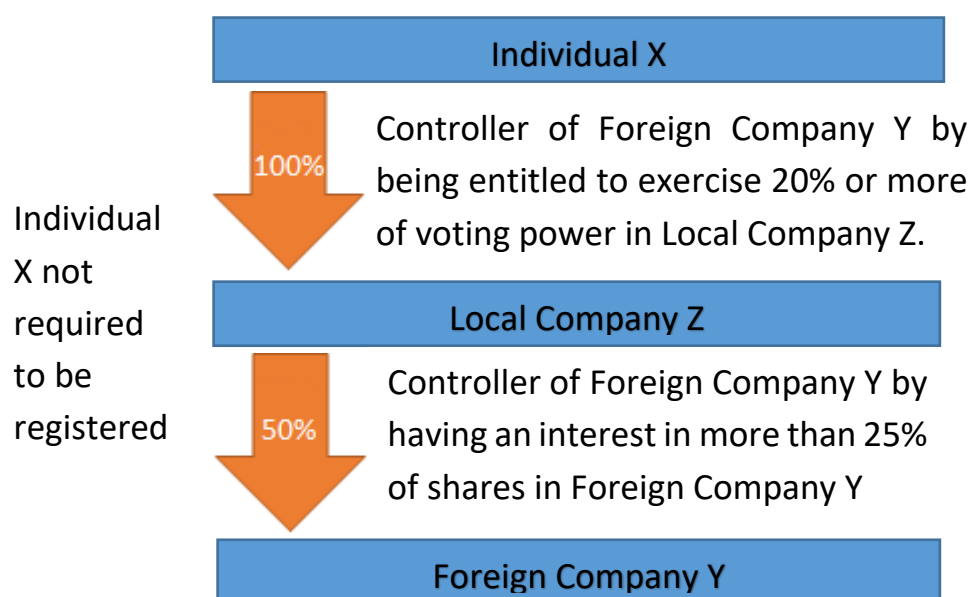 Individual X
100%
Controller of Foreign Company Y by
being entitled to exercise 20% or more
of voting power in Local Company Z.
Individual
X not
required
to be
registered
Local Company Z
50%
Controller of Foreign Company Y by
having an interest in more than 25%
of shares in Foreign Company Y
Foreign Company Y